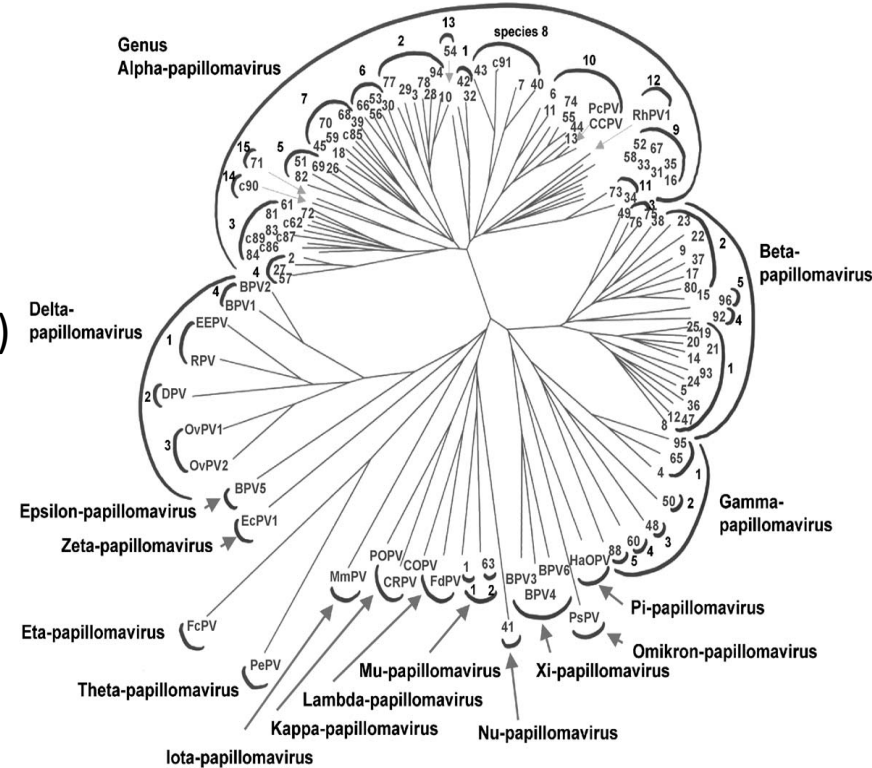 13
Genus
Alpha-papillomavirus
2
54
1
species 8
94
42
43
c91
10
6
77
78
7
40
12
7
53
29
3
28
10
32
6
74
PcPV
RhPV1
66
30
11
55
CCPV
68
56
44
9
70
39
13
52
67
59
c85
58
33
35
15
5
45
18
31
16
71
51
69
26
11
14
82
73
34
c90
3
61
72
49
75
38
23
3
81
c62
76
2
83
c87
22
Beta-
papillomavirus
c89
c86
9
37
84
2
17
4
27
57
80
15
5
4
BPV2
96
Delta-
papillomavirus
BPV1
92
4
)
1
EEPV
25
19
20
21
RPV
14
93
1
24
2
DPV
5
36
12
47
3
OvPV1
8
95
OvPV2
65
4
1
Epsilon-papillomavirus
BPV5
50
2
Gamma-
papillomavirus
Zeta-papillomavirus
EcPV1
48
3
60
4
88
5
POPV
COPV
1
63
HaOPV
MmPV
CRPV
FdPV
1
2
BPV3
BPV6
BPV4
Pi-papillomavirus
Eta-papillomavirus
FcPV
41
PsPV
Omikron-papillomavirus
PePV
Mu-papillomavirus
Xi-papillomavirus
Theta-papillomavirus
Lambda-papillomavirus
Kappa-papillomavirus
Nu-papillomavirus
Iota-papillomavirus